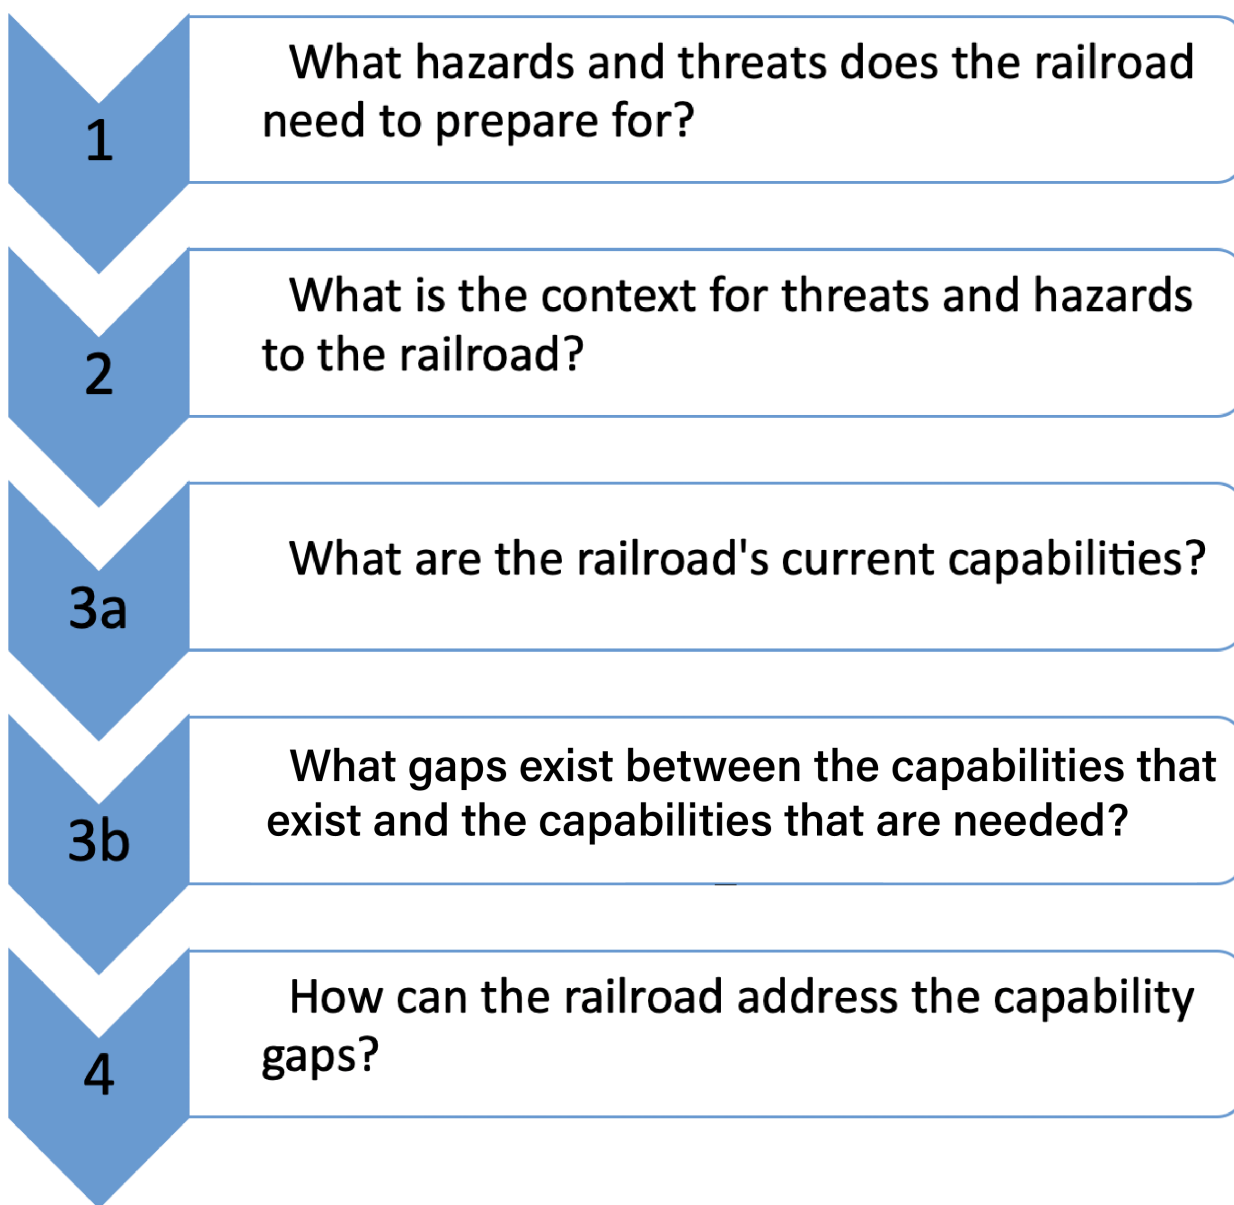 1
What hazards and threats does the railroad
need to prepare for?
2
What is the context for threats and hazards
to the railroad?
3a
What are the railroad's current capabilities?
3b
What gaps exist between the capabilities that
exist and the capabilities that are needed?
4
How can the railroad address the capability
gaps?